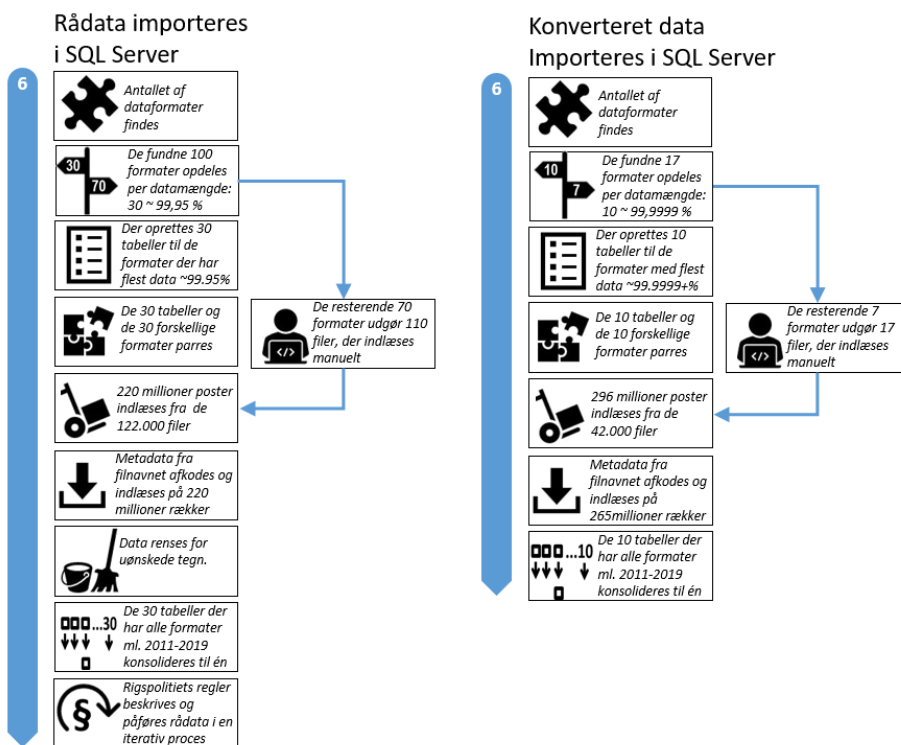 Rådata importeres
i SQL Server
6
Antallet af
dataformater
findes
30
70
De fundne 100
formater opdeles
per datamængde:
30 ~ 99,95 %
Der oprettes 30
tabeller til de
formater der har
flest data ~99.95%
De 30 tabeller og
de 30 forskellige
formater parres
De resterende 70
formater udgør 110
filer, der indlæses
manuelt
220 millioner poster
indlæses fra de
122.000 filer
Metadata fra
filnavnet afkodes og
indlæses på 220
millioner rækker
Data renses for
uønskede tegn.
...30
De 30 tabeller der
har alle formater
ml. 2011-2019
konsolideres til én
§
Rigspolitiets regler
beskrives og
påføres rådata i en
iterativ proces
Konverteret data
Importeres i SQL Server
6
Antallet af
dataformater
findes
10
7
De fundne 17
formater opdeles
per datamængde:
10 ~ 99,9999 %
Der oprettes 10
tabeller til de
formater med flest
data ~99.9999+%
De 10 tabeller og
de 10 forskellige
formater parres
De resterende 7
formater udgør 17
filer, der indlæses
manuelt
296 millioner poster
indlæses fra de
42.000 filer
Metadata fra
filnavnet afkodes og
indlæses på
265millioner rækker
...10
De 10 tabeller der
har alle formater
ml. 2011-2019
konsolideres til én